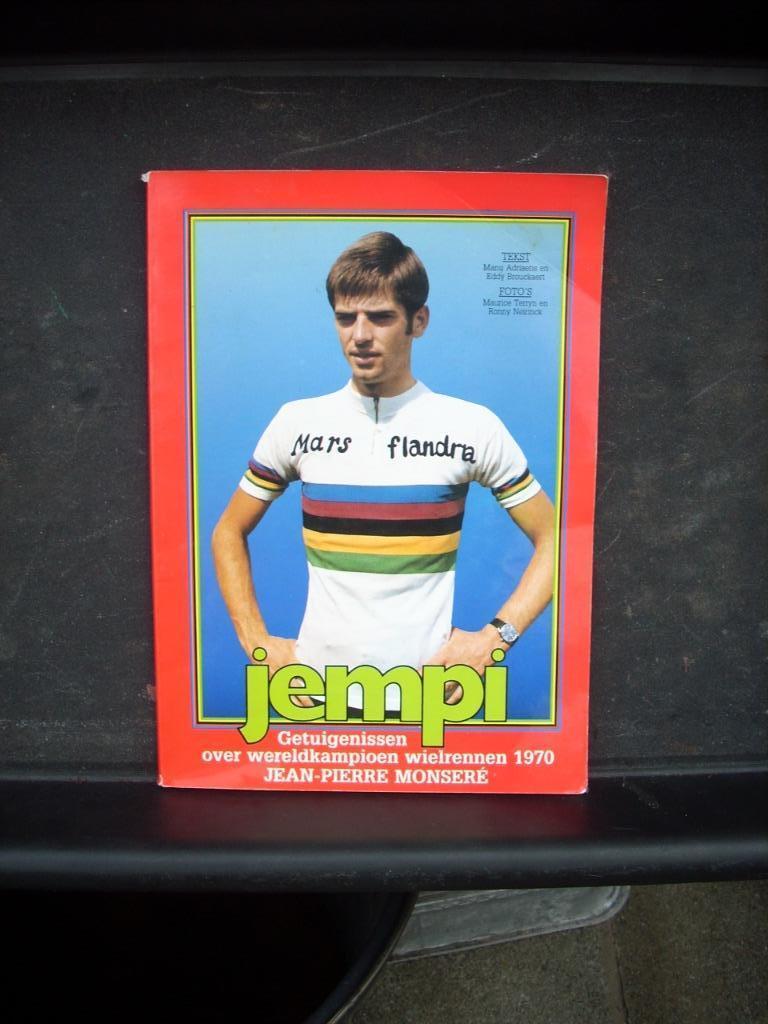 TEKST
Manu Adriaens en
Eddy Brouckaert
FOTO'S
Maurice Terryn en
Ronny Neirinck
Mars flandra
jempi
Getuigenissen
over wereldkampioen wielrennen 1970
JEAN-PIERRE MONSERÉ